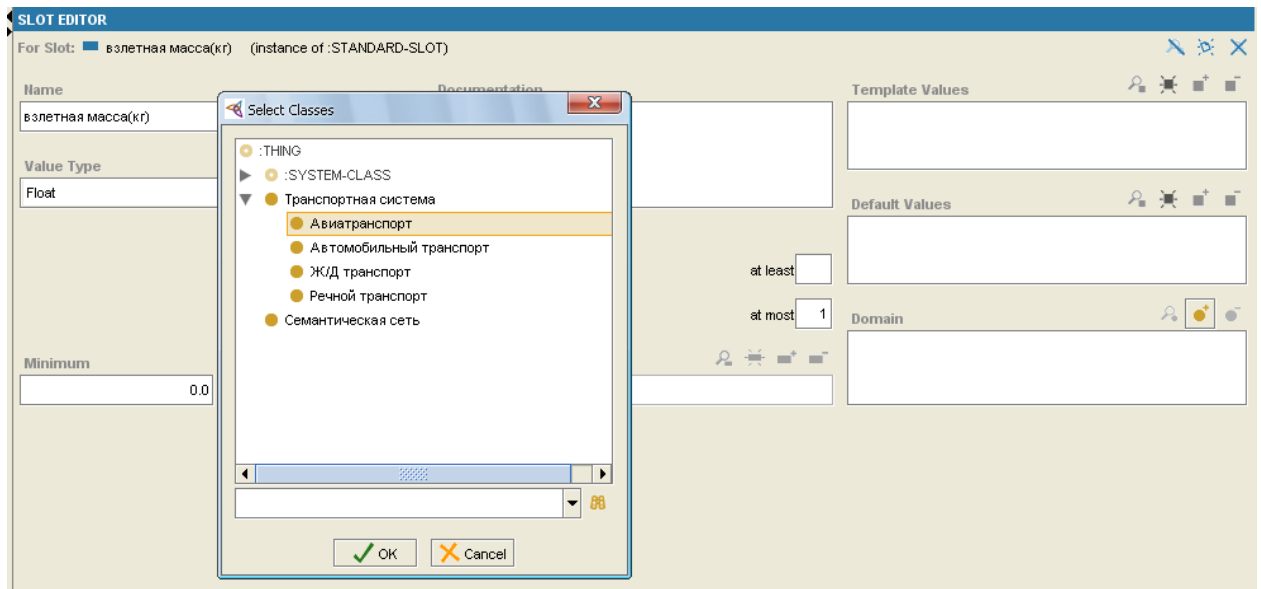 SLOT EDITOR
For Slot: взлетная масса(кг) (instance of :STANDARD-SLOT)
Name
Documentation
Template Values
взлетная масса(кг)
Select Classes
:THING
:SYSTEM-CLASS
Транспортная система
Авиатранспорт
Автомобильный транспорт
Ж/Д транспорт
Речной транспорт
Семантическая сеть
Value Type
Float
Default Values
at least
at most 1
Domain
Minimum
0.0
OK
Cancel